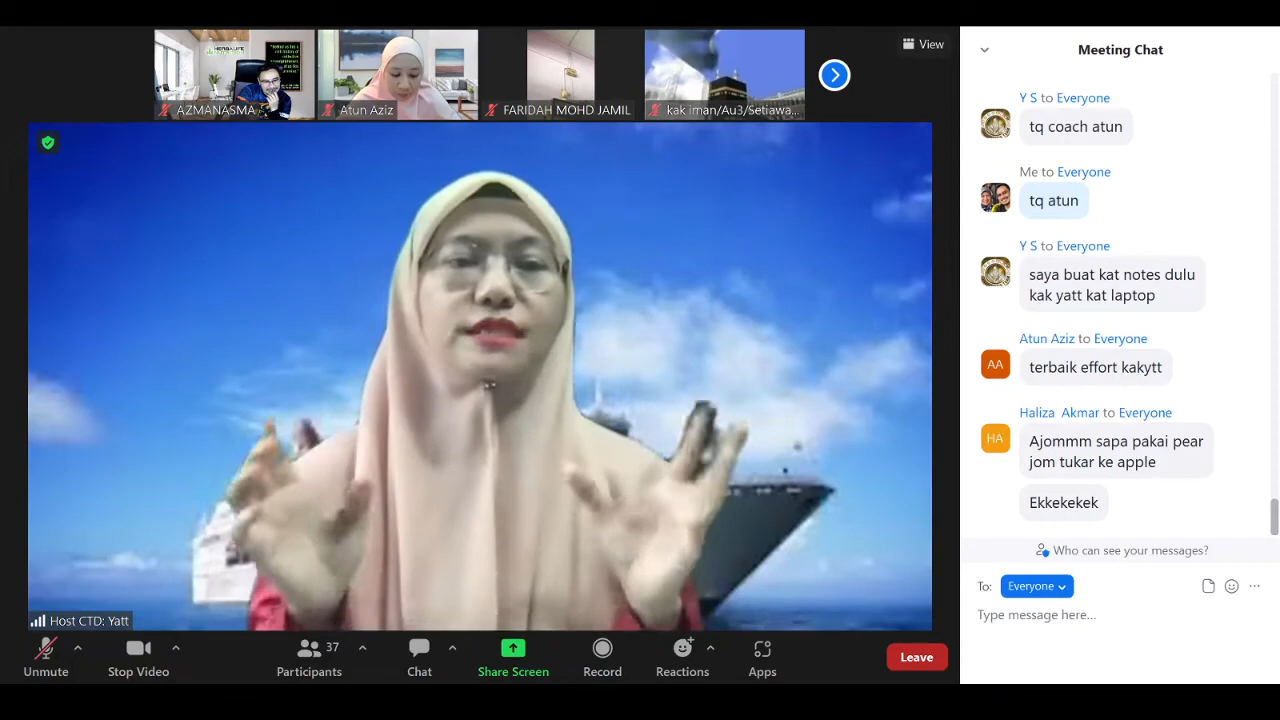 View
HERBALIFE
AZMANASMA
Atun Aziz
FARIDAH MOHD JAMIL
kak iman/Au3/Setiawa...
Host CTD: Yatt
Unmute
Stop Video
Participants
37
Chat
Share Screen
Record
Reactions
Apps
Leave
Meeting Chat
Y S to Everyone
tq coach atun
Me to Everyone
tq atun
Y S to Everyone
saya buat kat notes dulu
kak yatt kat laptop
Atun Aziz to Everyone
AA
terbaik effort kakytt
Haliza Akmar to Everyone
HA
Ajommm sapa pakai pear
jom tukar ke apple
Ekkekekek
Who can see your messages?
To: Everyone
Type message here...